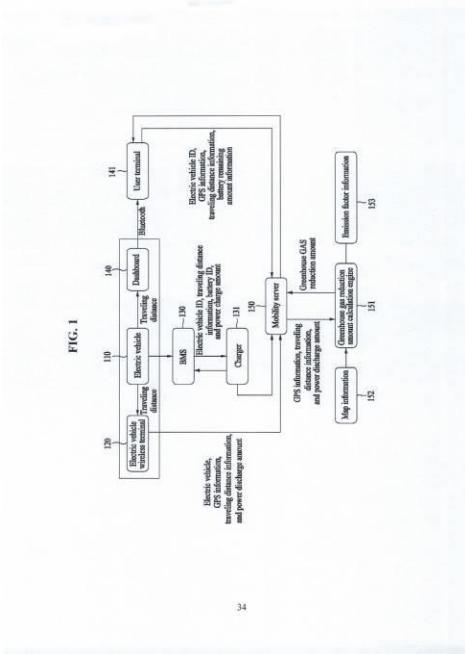 FIG. 1
120
110
140
141
Electric vehicle
wireless terminal
Traveling
distance
Electric vehicle
Traveling
distance
Dashboard
Bluetooth
User terminal
130
BMS
Electric vehicle ID, traveling distance
information, battery ID,
and power charge amount
131
Charger
Electric vehicle ID,
GPS information,
traveling distance information,
battery remaining
amount information
Electric vehicle,
GPS information,
traveling distance information,
and power discharge amount
150
Mobility server
GPS information, traveling
distance information,
and power discharge amount
Greenhouse GAS
reduction amount
Map information
152
Greenhouse gas reduction
amount calculation engine
151
Emission factor information
153
34